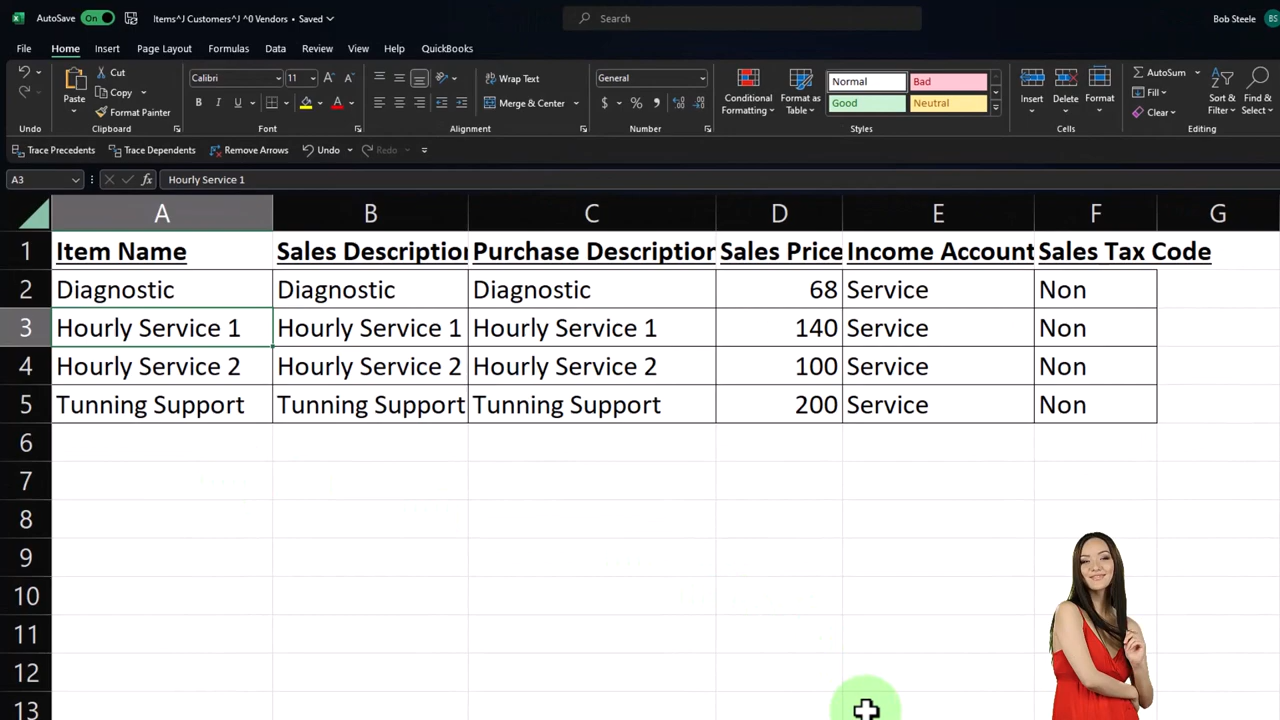 AutoSave On Items^J Customers^J ^0 Vendors • Saved Search Bob Steele BS
File Home Insert Page Layout Formulas Data Review View Help QuickBooks
Cut Calibri 11 Wrap Text General Normal Bad AutoSum
Paste Copy Conditional Formatting Format as Table Insert Delete Format Fill Sort & Filter Find & Select
Format Painter B I U Merge & Center $ % Good Neutral Clear
Undo Clipboard Font Alignment Number Styles Cells Editing
Trace Precedents Trace Dependents Remove Arrows Undo Redo
A3 fx Hourly Service 1
A B C D E F G
1 Item Name Sales Description Purchase Description Sales Price Income Account Sales Tax Code
2 Diagnostic Diagnostic Diagnostic 68 Service Non
3 Hourly Service 1 Hourly Service 1 Hourly Service 1 140 Service Non
4 Hourly Service 2 Hourly Service 2 Hourly Service 2 100 Service Non
5 Tunning Support Tunning Support Tunning Support 200 Service Non
6
7
8
9
10
11
12
13